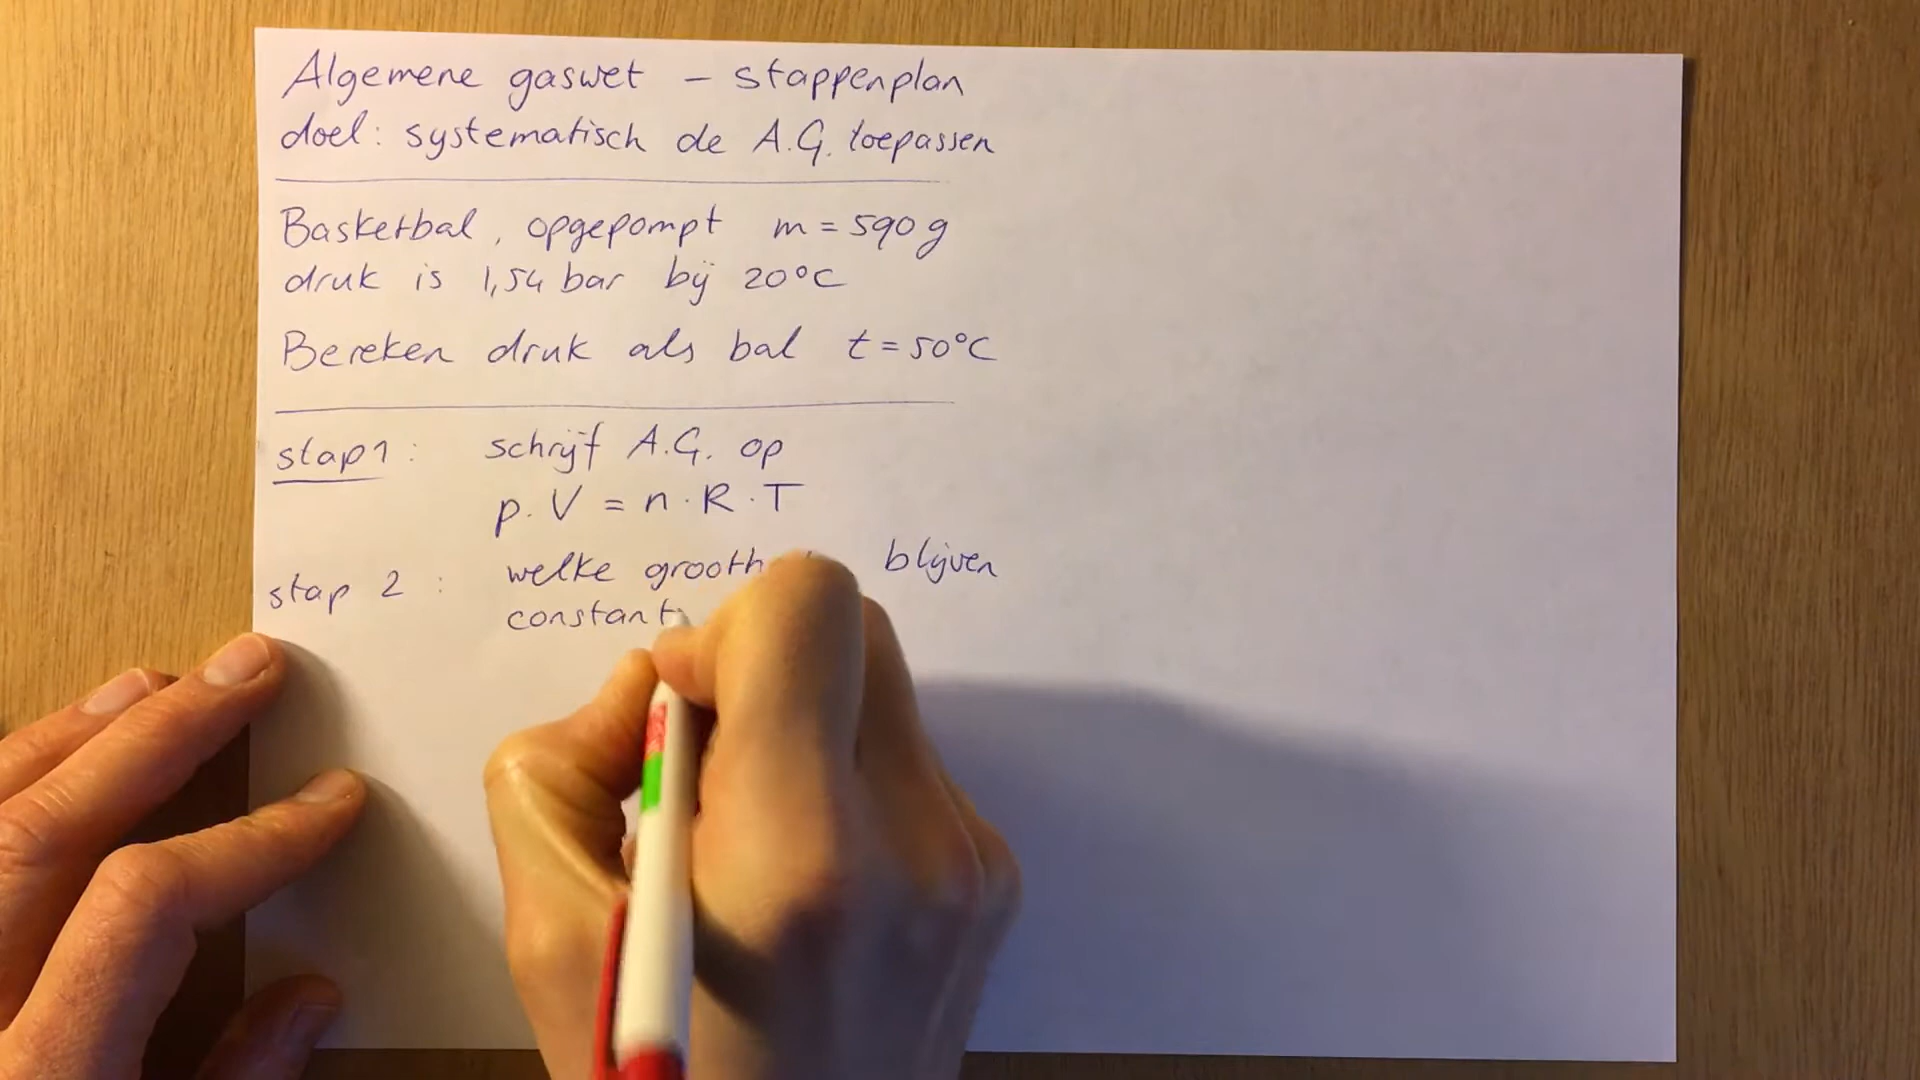 Algemene gaswet – stappenplan
doel: systematisch de A.G. toepassen
Basketbal, opgepompt m = 590 g
druk is 1,54 bar bij 20°C
Bereken druk als bal t = 50°C
stap 1: schrijf A.G. op
p · V = n · R · T
stap 2: welke blijven
constant